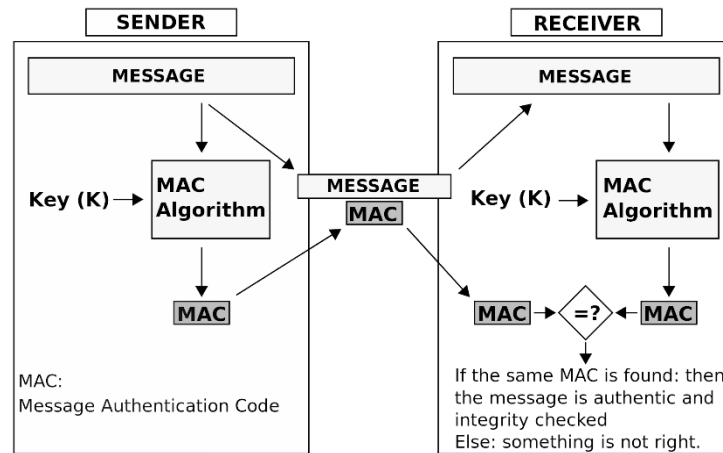 SENDER
RECEIVER
MESSAGE
MESSAGE
Key (K)
MAC
Algorithm
MESSAGE
MAC
Key (K)
MAC
Algorithm
MAC
MAC
=?
MAC
MAC:
Message Authentication Code
If the same MAC is found: then
the message is authentic and
integrity checked
Else: something is not right.